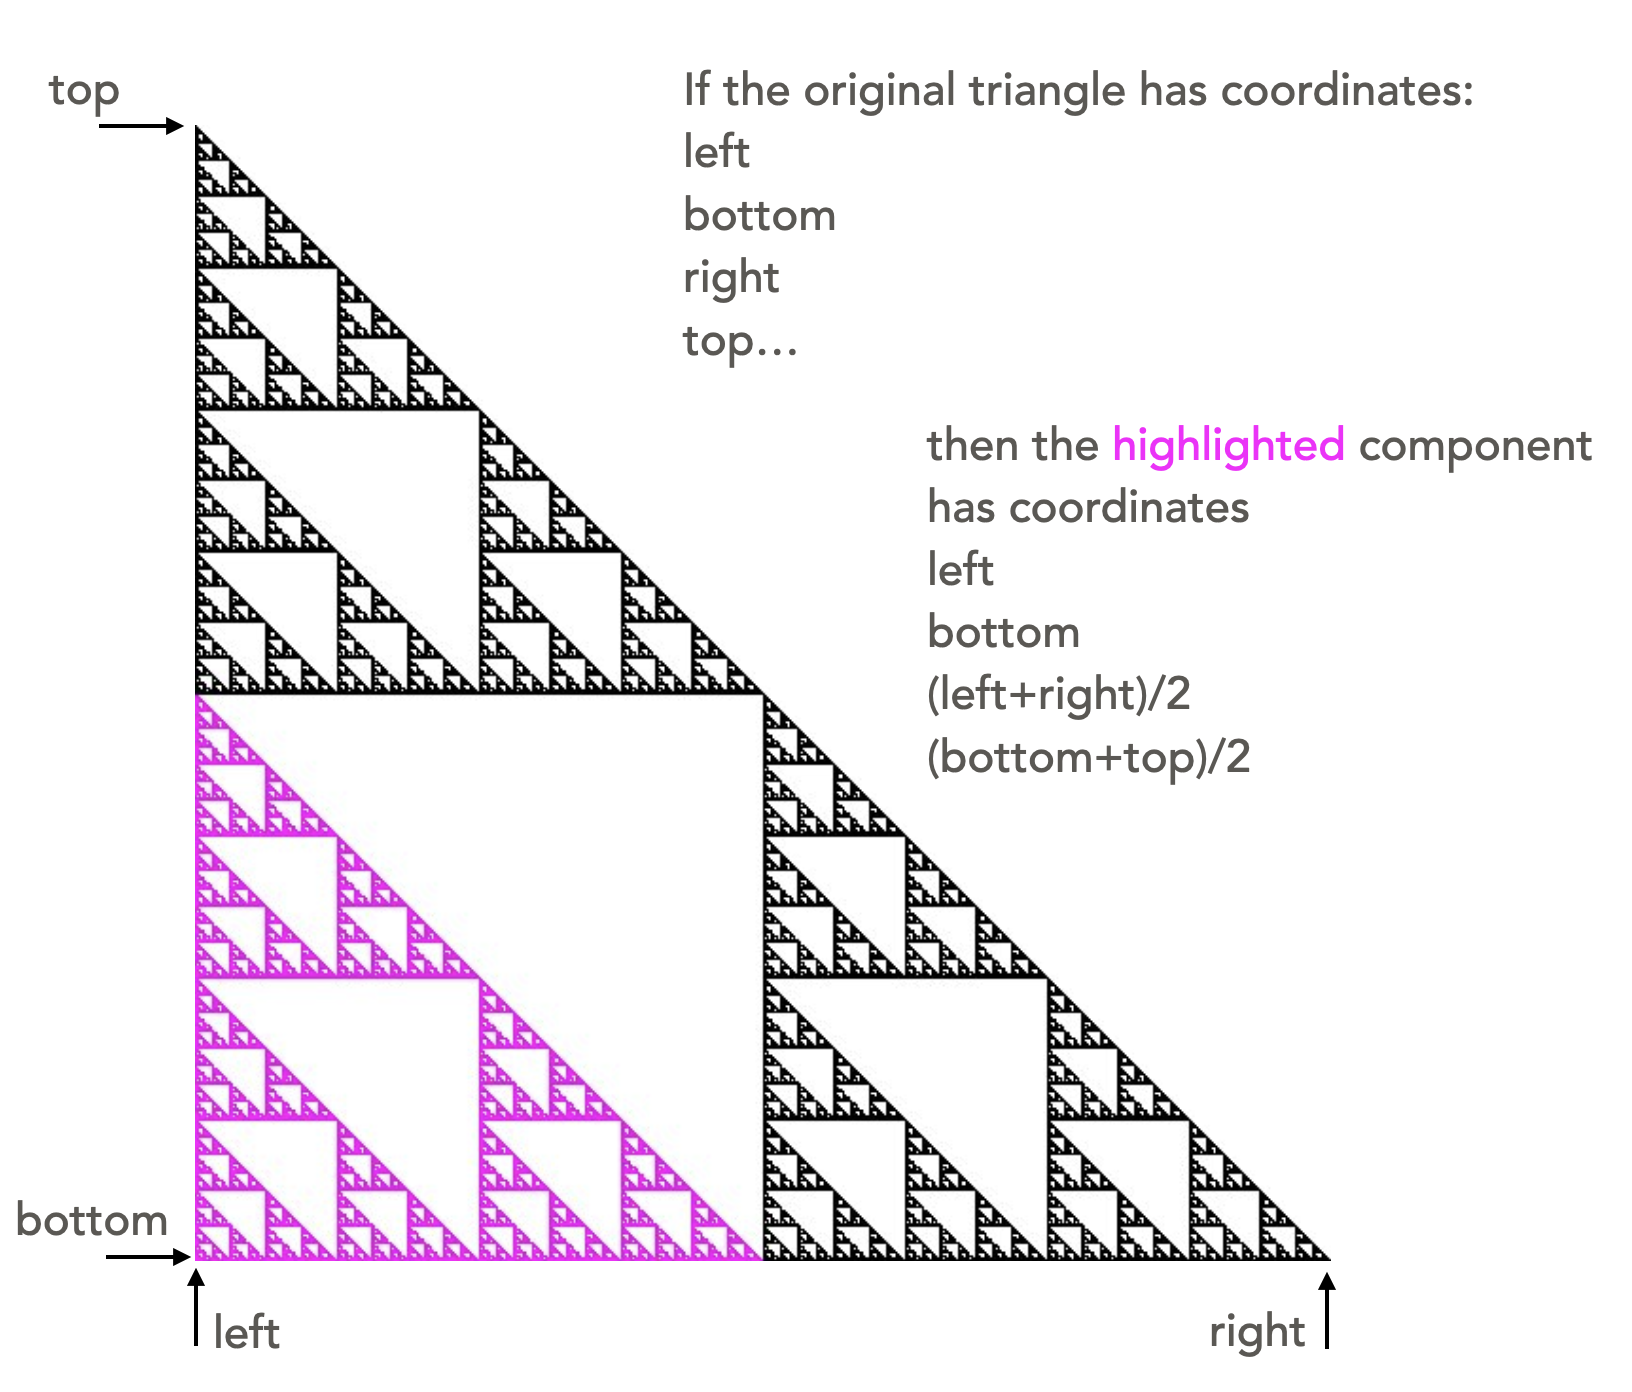 top
If the original triangle has coordinates:
left
bottom
right
top...
then the highlighted component
has coordinates
left
bottom
(left+right)/2
(bottom+top)/2
bottom
left
right